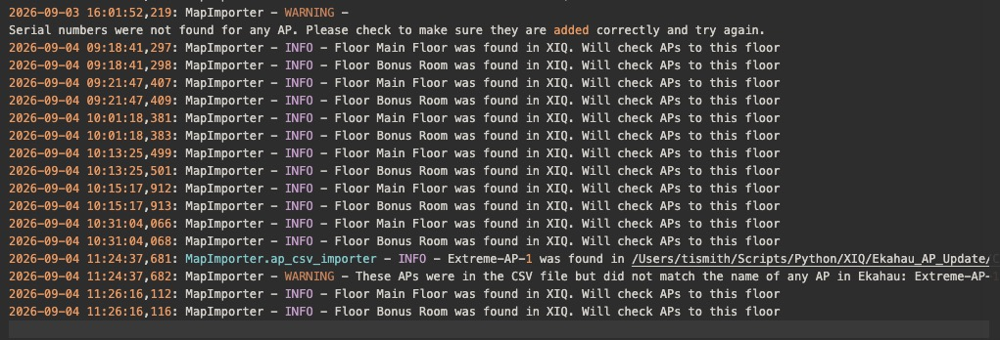 2026-09-03 16:01:52,219: MapImporter - WARNING -
Serial numbers were not found for any AP. Please check to make sure they are added correctly and try again.
2026-09-04 09:18:41,297: MapImporter - INFO - Floor Main Floor was found in XIQ. Will check APs to this floor
2026-09-04 09:18:41,298: MapImporter - INFO - Floor Bonus Room was found in XIQ. Will check APs to this floor
2026-09-04 09:21:47,407: MapImporter - INFO - Floor Main Floor was found in XIQ. Will check APs to this floor
2026-09-04 09:21:47,409: MapImporter - INFO - Floor Bonus Room was found in XIQ. Will check APs to this floor
2026-09-04 10:01:18,381: MapImporter - INFO - Floor Main Floor was found in XIQ. Will check APs to this floor
2026-09-04 10:01:18,383: MapImporter - INFO - Floor Bonus Room was found in XIQ. Will check APs to this floor
2026-09-04 10:13:25,499: MapImporter - INFO - Floor Main Floor was found in XIQ. Will check APs to this floor
2026-09-04 10:13:25,501: MapImporter - INFO - Floor Bonus Room was found in XIQ. Will check APs to this floor
2026-09-04 10:15:17,912: MapImporter - INFO - Floor Main Floor was found in XIQ. Will check APs to this floor
2026-09-04 10:15:17,913: MapImporter - INFO - Floor Bonus Room was found in XIQ. Will check APs to this floor
2026-09-04 10:31:04,066: MapImporter - INFO - Floor Main Floor was found in XIQ. Will check APs to this floor
2026-09-04 10:31:04,068: MapImporter - INFO - Floor Bonus Room was found in XIQ. Will check APs to this floor
2026-09-04 11:24:37,681: MapImporter.ap_csv_importer - INFO - Extreme-AP-1 was found in /Users/tismith/Scripts/Python/XIQ/Ekahau_AP_Update/
2026-09-04 11:24:37,682: MapImporter - WARNING - These APs were in the CSV file but did not match the name of any AP in Ekahau: Extreme-AP-
2026-09-04 11:26:16,112: MapImporter - INFO - Floor Main Floor was found in XIQ. Will check APs to this floor
2026-09-04 11:26:16,116: MapImporter - INFO - Floor Bonus Room was found in XIQ. Will check APs to this floor